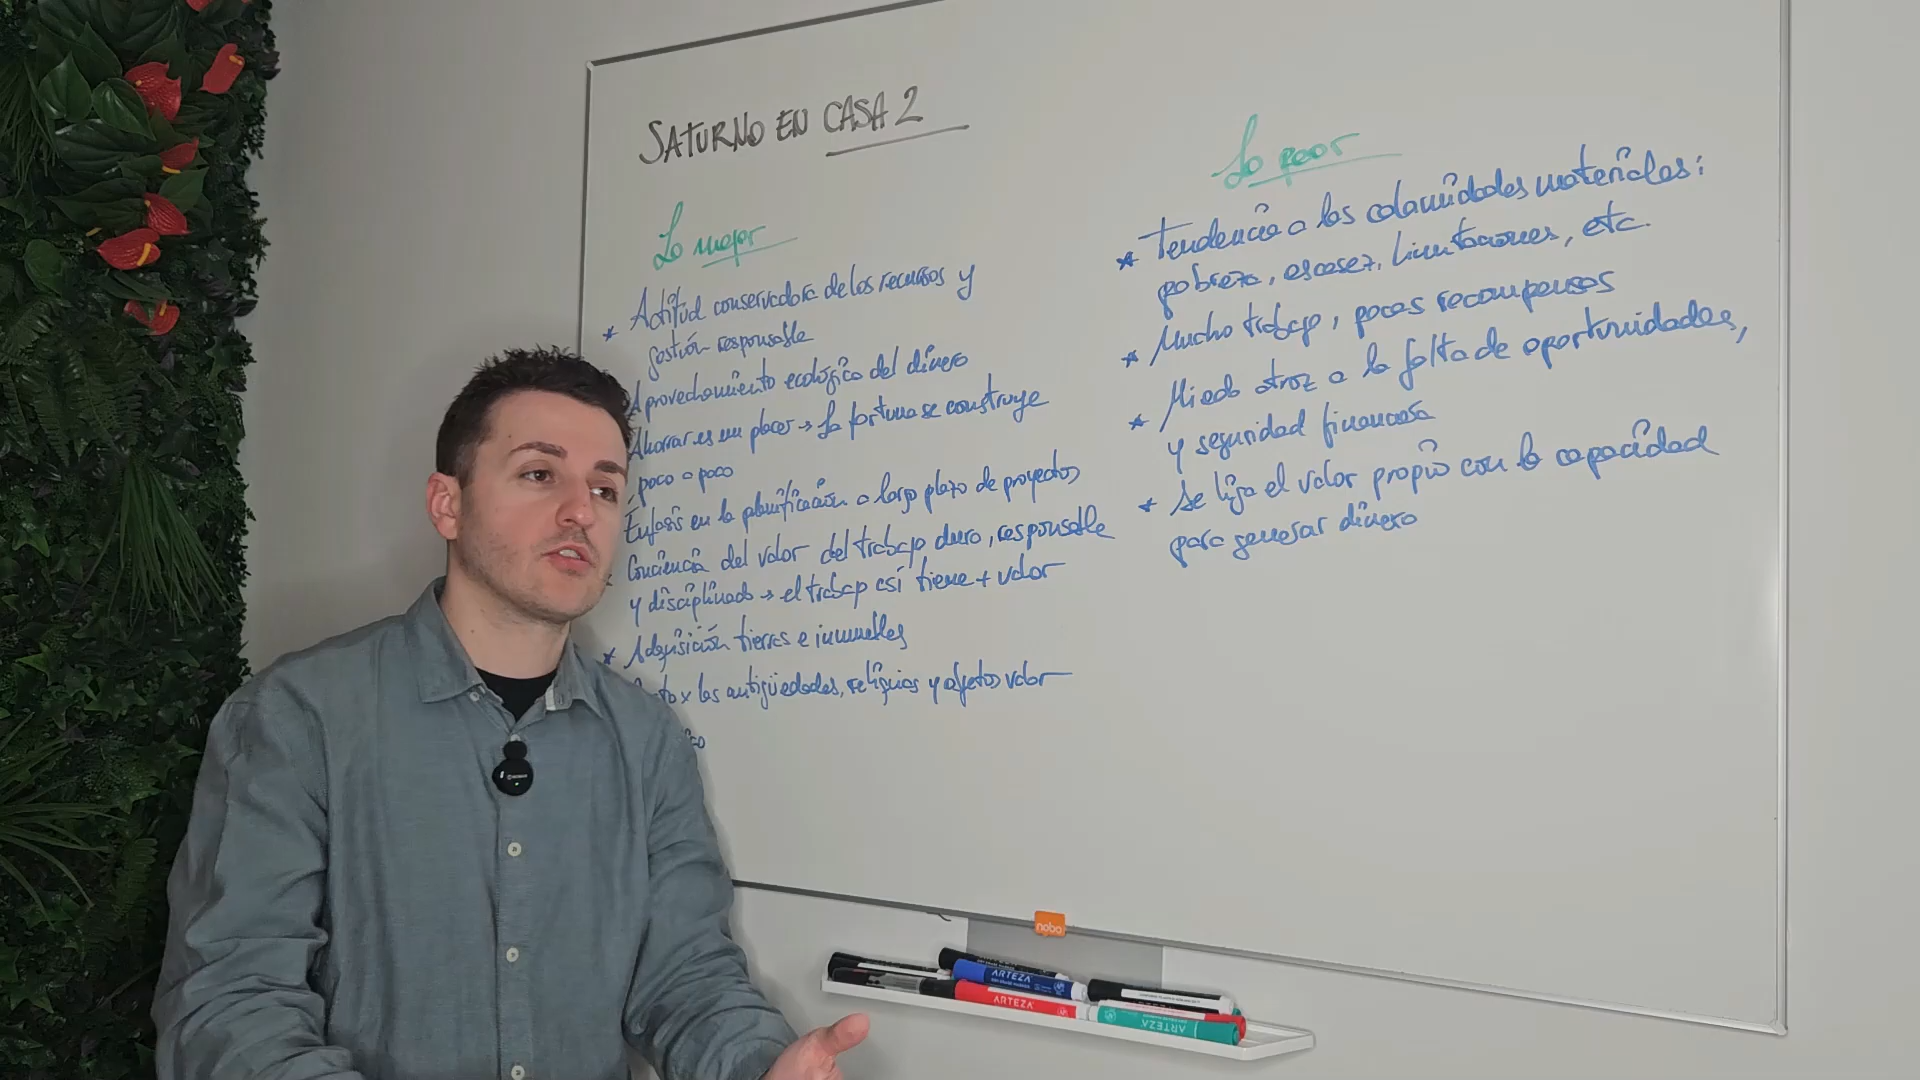 SATURNO EN CASA 2
Lo mejor
* Actitud conservadora de los recursos y
gestión responsable
Aprovechamiento ecológico del dinero
Ahorrar es un placer → La fortuna se construye
poco a poco
Énfasis en la planificación a largo plazo de proyectos
* Conciencia del valor del trabajo duro, responsable
y disciplinado → el trabajo así tiene + valor
* Adquisición tierras e inmuebles
x las antigüedades, reliquias y objetos valor
Lo peor
* Tendencia a las calamidades materiales:
pobreza, escasez, limitaciones, etc.
* Mucho trabajo, pocas recompensas
* Miedo atroz a la falta de oportunidades,
y seguridad financiera
* Se liga el valor propio con la capacidad
para generar dinero
nobo
ARTEZA
ARTEZA
ARTEZA